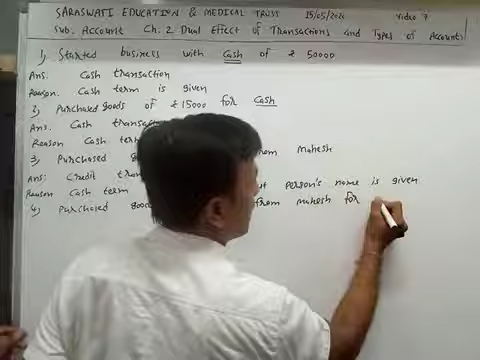 SARASWATI EDUCATION & MEDICAL TRUST 15/05/2021 Video 7
Sub. Account Ch. 2 Dual Effect of Transactions and Types of Account:
1) Started business with Cash of ₹ 50000
Ans. Cash transaction
Reason. Cash term is given
2) Purchased goods of ₹ 15000 for Cash
Ans. Cash
Reason Cash
3) Purchased from Mahesh
Ans: Credit
Reason Cash term person's name is given
4) Purchased from Mukesh for